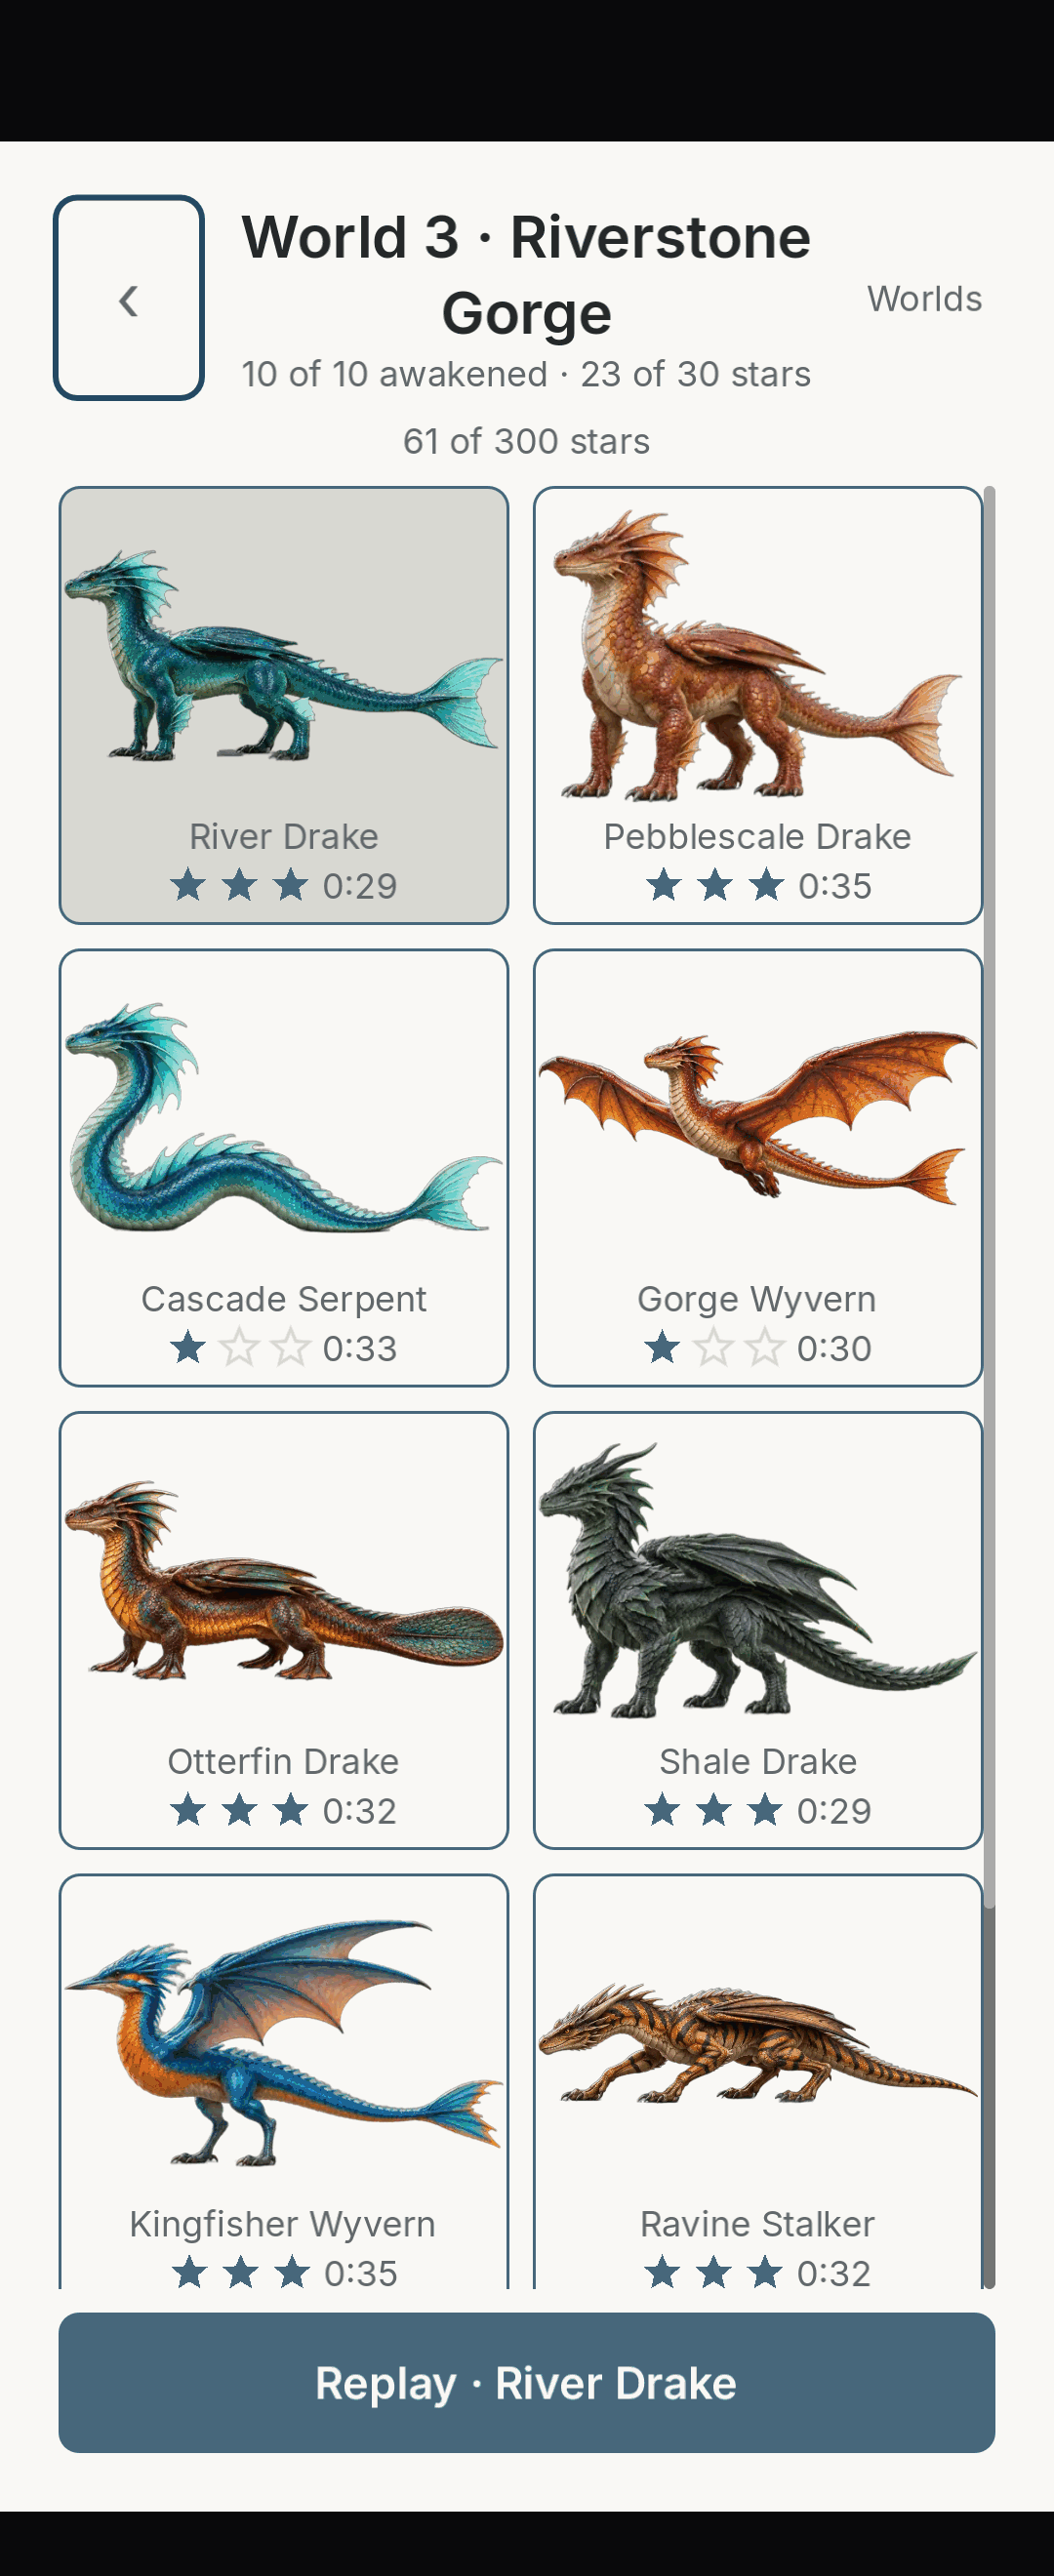 ‹
World 3 · Riverstone
Gorge
Worlds
10 of 10 awakened · 23 of 30 stars
61 of 300 stars
River Drake
0:29
Pebblescale Drake
0:35
Cascade Serpent
0:33
Gorge Wyvern
0:30
Otterfin Drake
0:32
Shale Drake
0:29
Kingfisher Wyvern
0:35
Ravine Stalker
0:32
Replay · River Drake